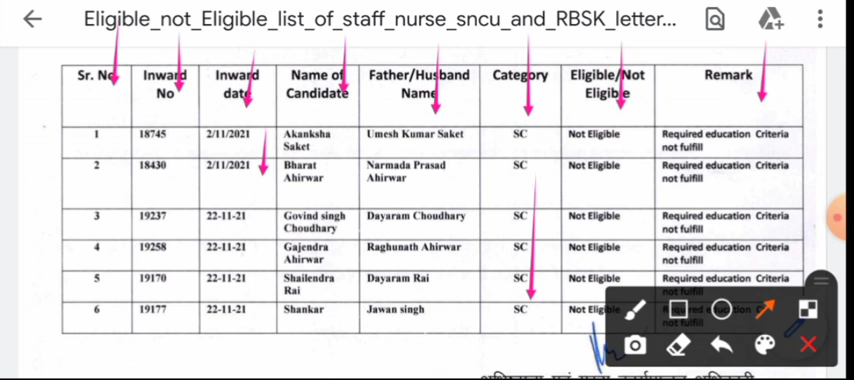 Eligible_not_Eligible_list_of_staff_nurse_sncu_and_RBSK_letter...
Sr. No Inward No Inward date Name of Candidate Father/Husband Name Category Eligible/Not Eligible Remark
1 18745 2/11/2021 Akanksha Saket Umesh Kumar Saket SC Not Eligible Required education Criteria not fulfill
2 18430 2/11/2021 Bharat Ahirwar Narmada Prasad Ahirwar SC Not Eligible Required education Criteria not fulfill
3 19237 22-11-21 Govind singh Choudhary Dayaram Choudhary SC Not Eligible Required education Criteria not fulfill
4 19258 22-11-21 Gajendra Ahirwar Raghunath Ahirwar SC Not Eligible Required education Criteria not fulfill
5 19170 22-11-21 Shailendra Rai Dayaram Rai SC Not Eligible Required education Criteria not fulfill
6 19177 22-11-21 Shankar Jawan singh SC Not Eligible Required education Criteria not fulfill